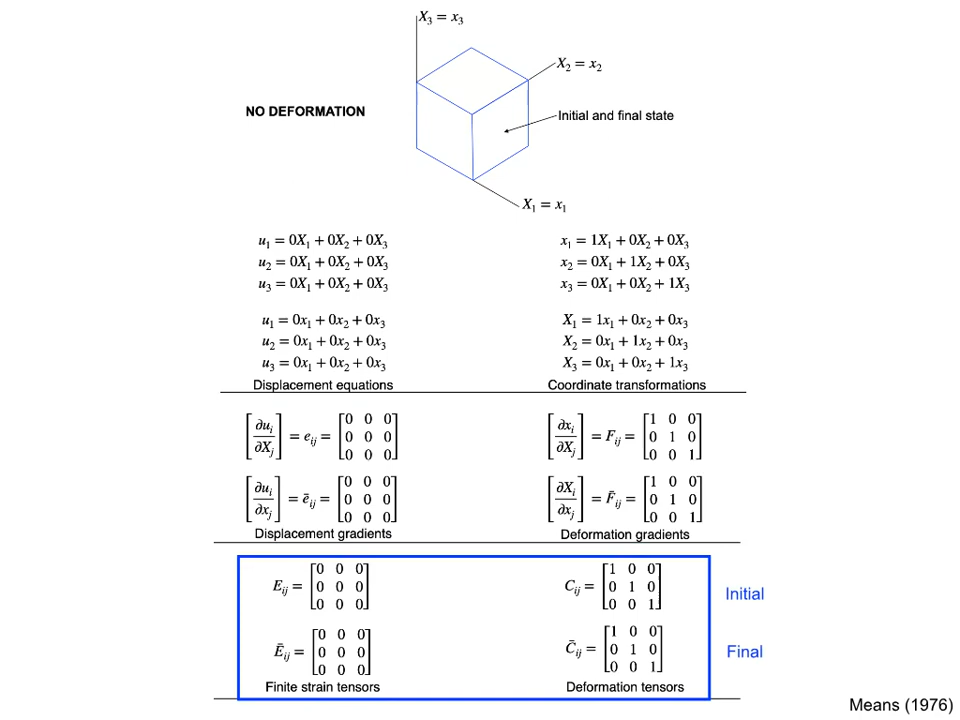 X₃ = x₃
X₂ = x₂
NO DEFORMATION
Initial and final state
X₁ = x₁
u₁ = 0X₁ + 0X₂ + 0X₃
u₂ = 0X₁ + 0X₂ + 0X₃
u₃ = 0X₁ + 0X₂ + 0X₃
x₁ = 1X₁ + 0X₂ + 0X₃
x₂ = 0X₁ + 1X₂ + 0X₃
x₃ = 0X₁ + 0X₂ + 1X₃
u₁ = 0x₁ + 0x₂ + 0x₃
u₂ = 0x₁ + 0x₂ + 0x₃
u₃ = 0x₁ + 0x₂ + 0x₃
Displacement equations
X₁ = 1x₁ + 0x₂ + 0x₃
X₂ = 0x₁ + 1x₂ + 0x₃
X₃ = 0x₁ + 0x₂ + 1x₃
Coordinate transformations
[∂uᵢ/∂Xⱼ] = eᵢⱼ = [0 0 0
0 0 0
0 0 0]
[∂xᵢ/∂Xⱼ] = Fᵢⱼ = [1 0 0
0 1 0
0 0 1]
[∂uᵢ/∂xⱼ] = ēᵢⱼ = [0 0 0
0 0 0
0 0 0]
Displacement gradients
[∂Xᵢ/∂xⱼ] = F̄ᵢⱼ = [1 0 0
0 1 0
0 0 1]
Deformation gradients
Eᵢⱼ = [0 0 0
0 0 0
0 0 0]
Cᵢⱼ = [1 0 0
0 1 0
0 0 1]
Initial
Ēᵢⱼ = [0 0 0
0 0 0
0 0 0]
Finite strain tensors
C̄ᵢⱼ = [1 0 0
0 1 0
0 0 1]
Deformation tensors
Final
Means (1976)